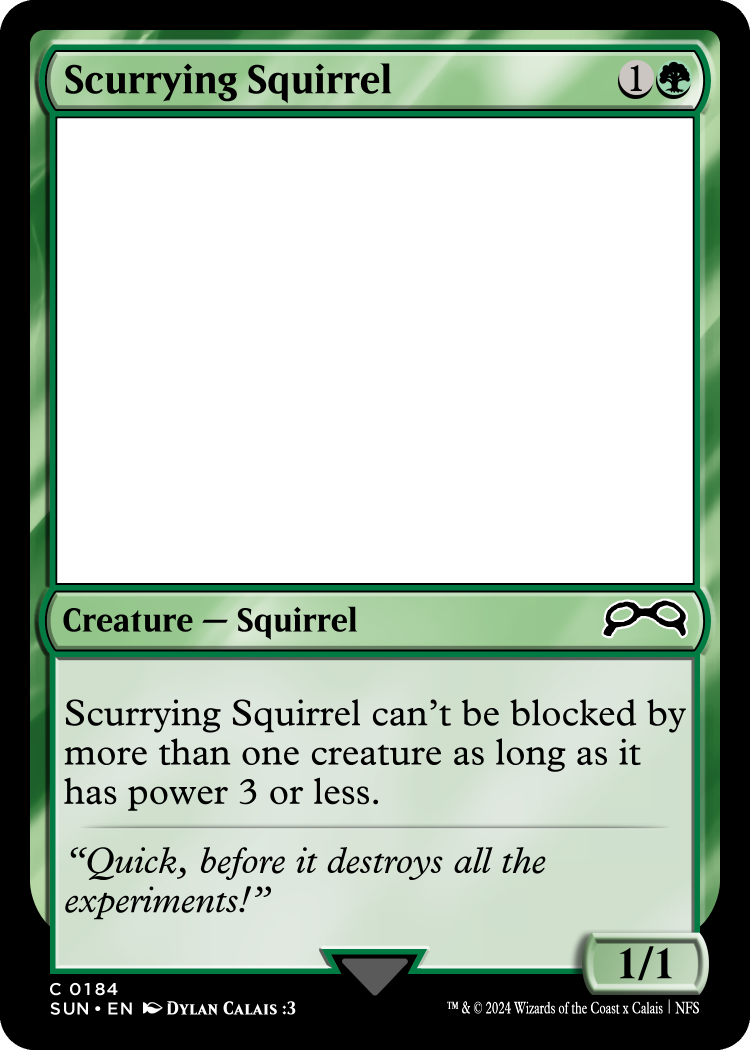 Scurrying Squirrel 1
Creature — Squirrel
Scurrying Squirrel can’t be blocked by
more than one creature as long as it
has power 3 or less.
“Quick, before it destroys all the
experiments!”
1/1
C 0184
SUN • EN DYLAN CALAIS :3
™ & © 2024 Wizards of the Coast x Calais | NFS